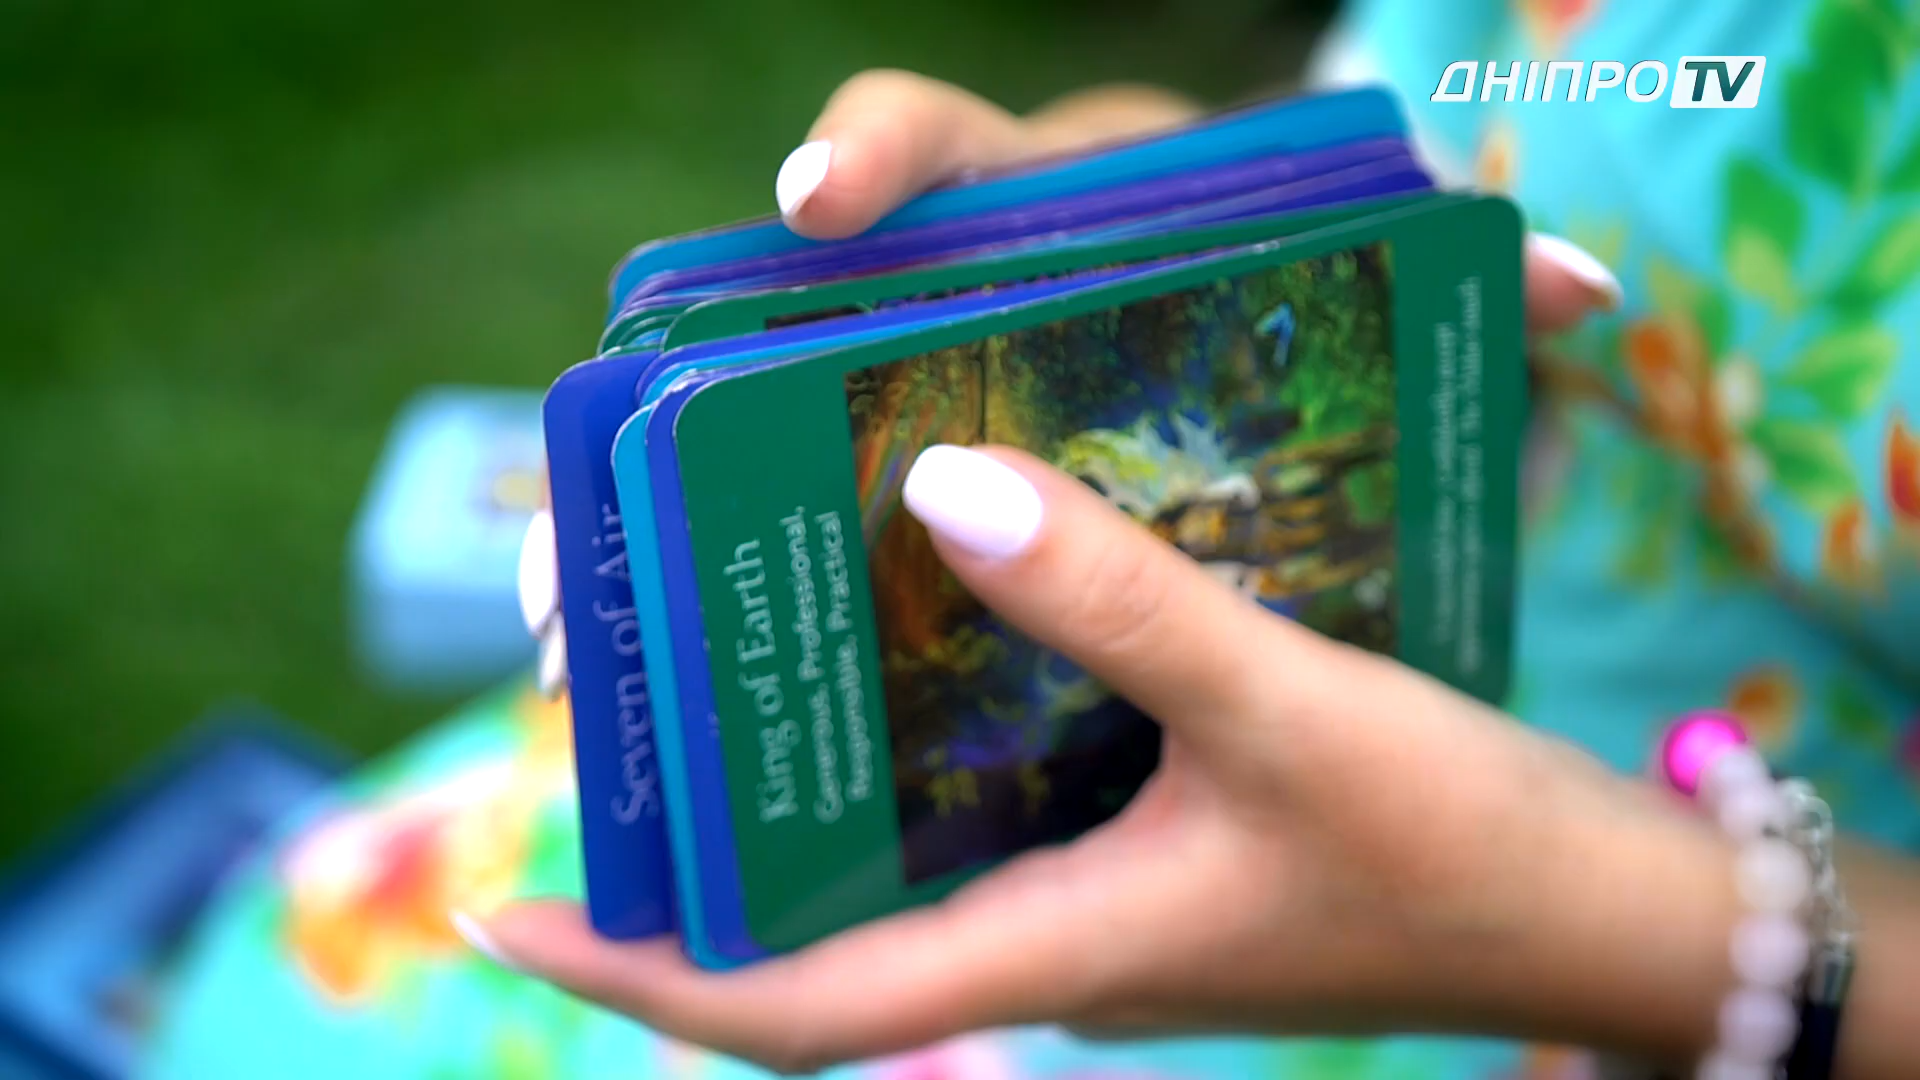 ДНІПРО TV
Seven of Air
King of Earth
Generous, Professional,
Responsible, Practical